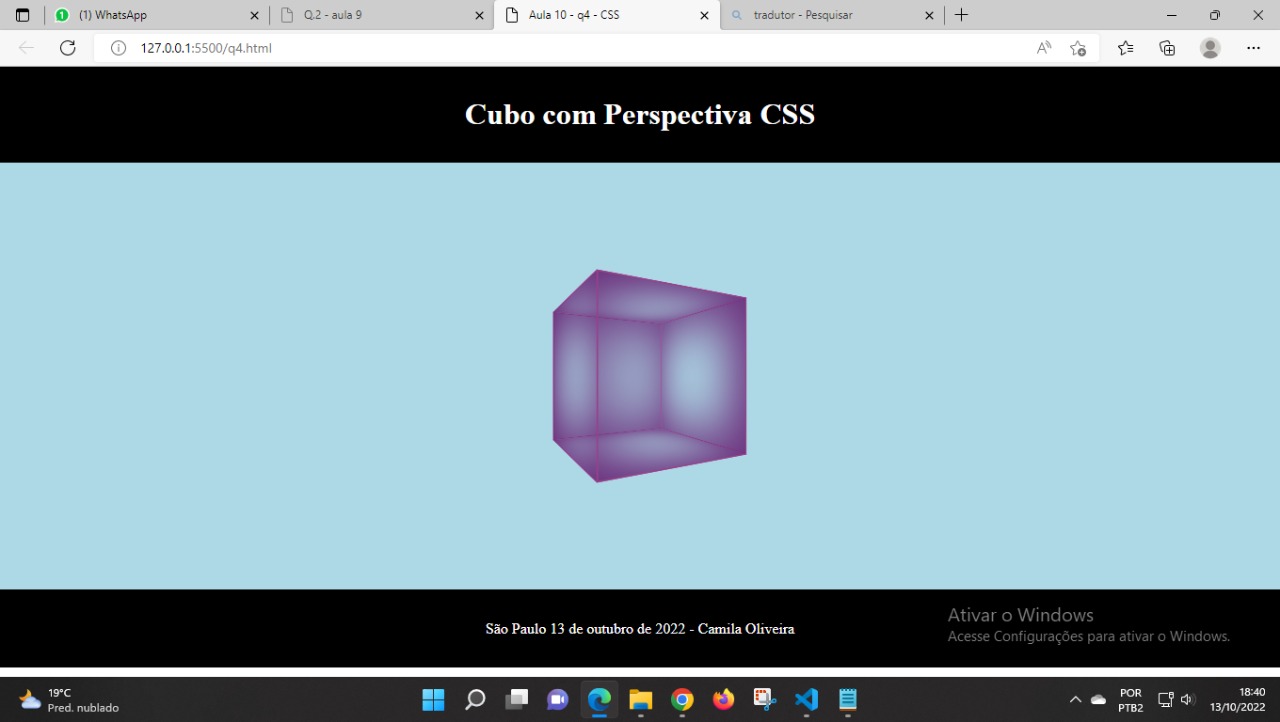 (1) WhatsApp
Q.2 - aula 9
Aula 10 - q4 - CSS
tradutor - Pesquisar
127.0.0.1:5500/q4.html
Cubo com Perspectiva CSS
São Paulo 13 de outubro de 2022 - Camila Oliveira
Ativar o Windows
Acesse Configurações para ativar o Windows.
19°C
Pred. nublado
POR
PTB2
18:40
13/10/2022